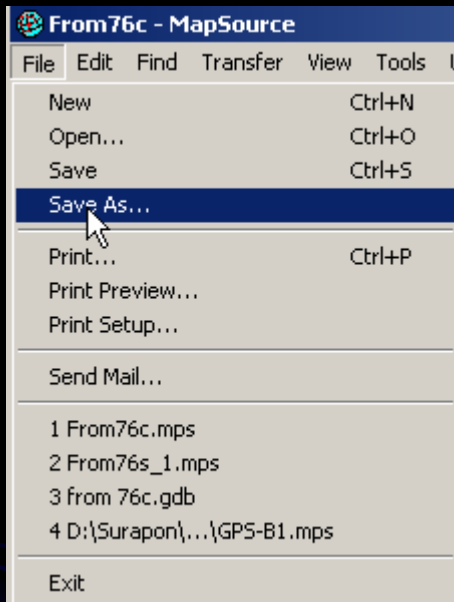 From76c - MapSource
File Edit Find Transfer View Tools
New Ctrl+N
Open... Ctrl+O
Save Ctrl+S
Save As...
Print... Ctrl+P
Print Preview...
Print Setup...
Send Mail...
1 From76c.mps
2 From76s_1.mps
3 from 76c.gdb
4 D:\Surapon\...\GPS-B1.mps
Exit